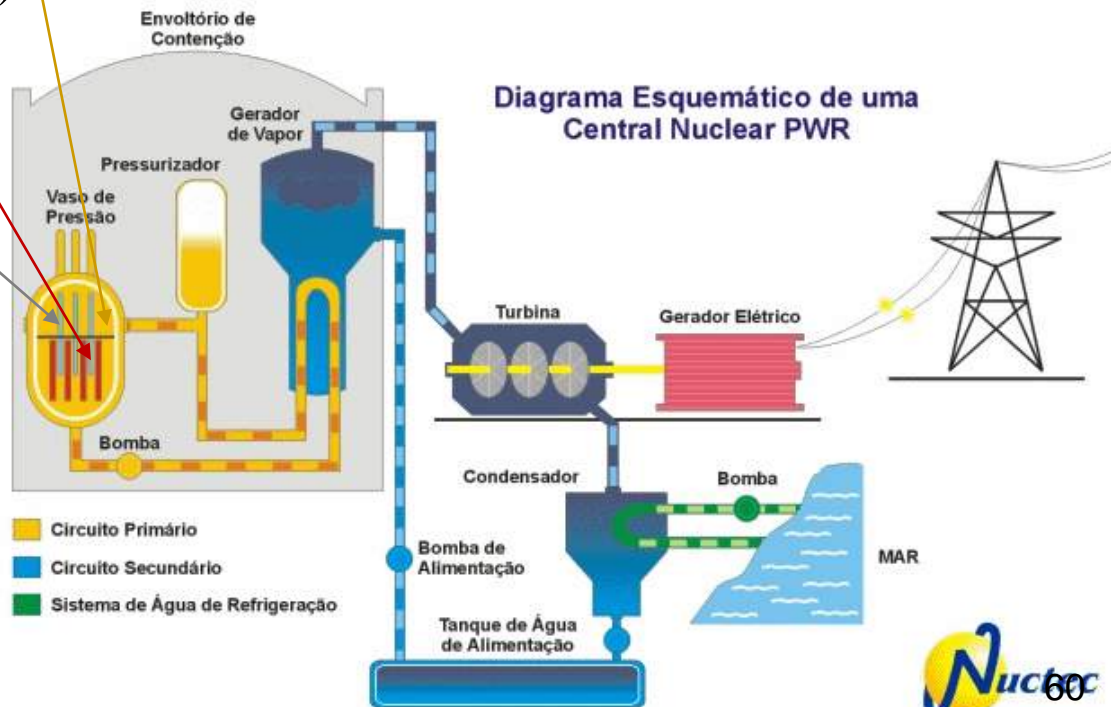 )
Envoltório de
Contenção
Diagrama Esquemático de uma
Central Nuclear PWR
Gerador
de Vapor
Pressurizador
Vaso de
Pressão
Turbina
Gerador Elétrico
Bomba
Condensador
Bomba
Circuito Primário
Circuito Secundário
Sistema de Água de Refrigeração
Bomba de
Alimentação
MAR
Tanque de Água
de Alimentação
Nuctec
60